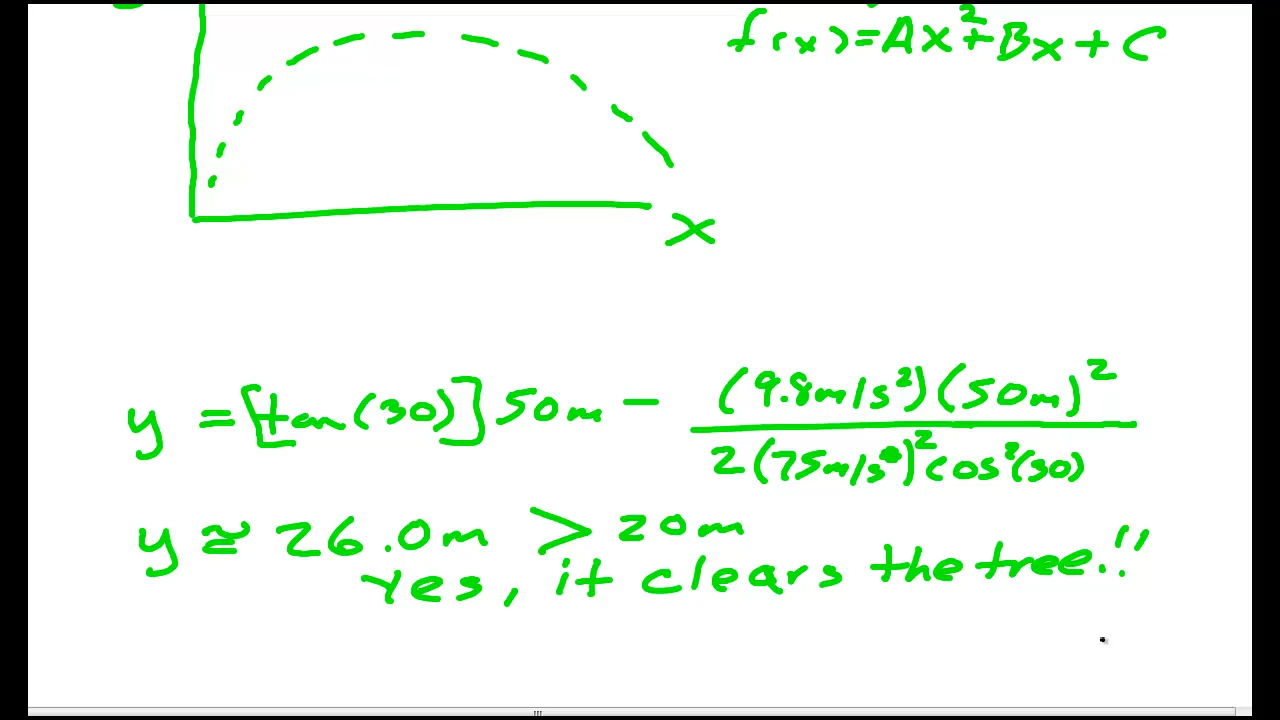 f(x)=Ax²+Bx+C
x
y = [tan(30)] 50m - (9.8m/s²)(50m)² / 2(75m/s)²cos²(30)
y ≅ 26.0m > 20m
Yes, it clears the tree.!!